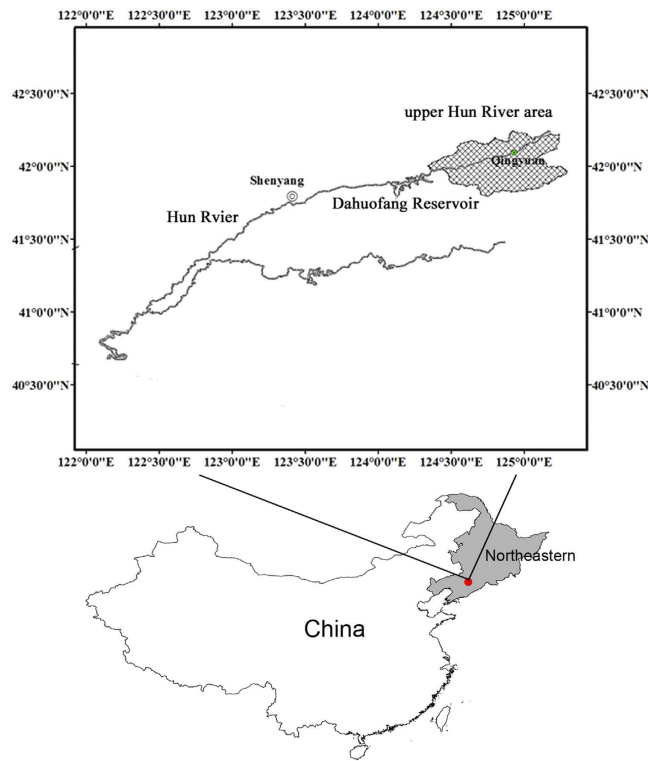 122°0'0"E 122°30'0"E 123°0'0"E 123°30'0"E 124°0'0"E 124°30'0"E 125°0'0"E
42°30'0"N 42°30'0"N
upper Hun River area
42°0'0"N 42°0'0"N
Qingyuan
Shenyang
Dahuofang Reservoir
Hun Rvier
41°30'0"N 41°30'0"N
41°0'0"N 41°0'0"N
40°30'0"N 40°30'0"N
122°0'0"E 122°30'0"E 123°0'0"E 123°30'0"E 124°0'0"E 124°30'0"E 125°0'0"E
Northeastern
China